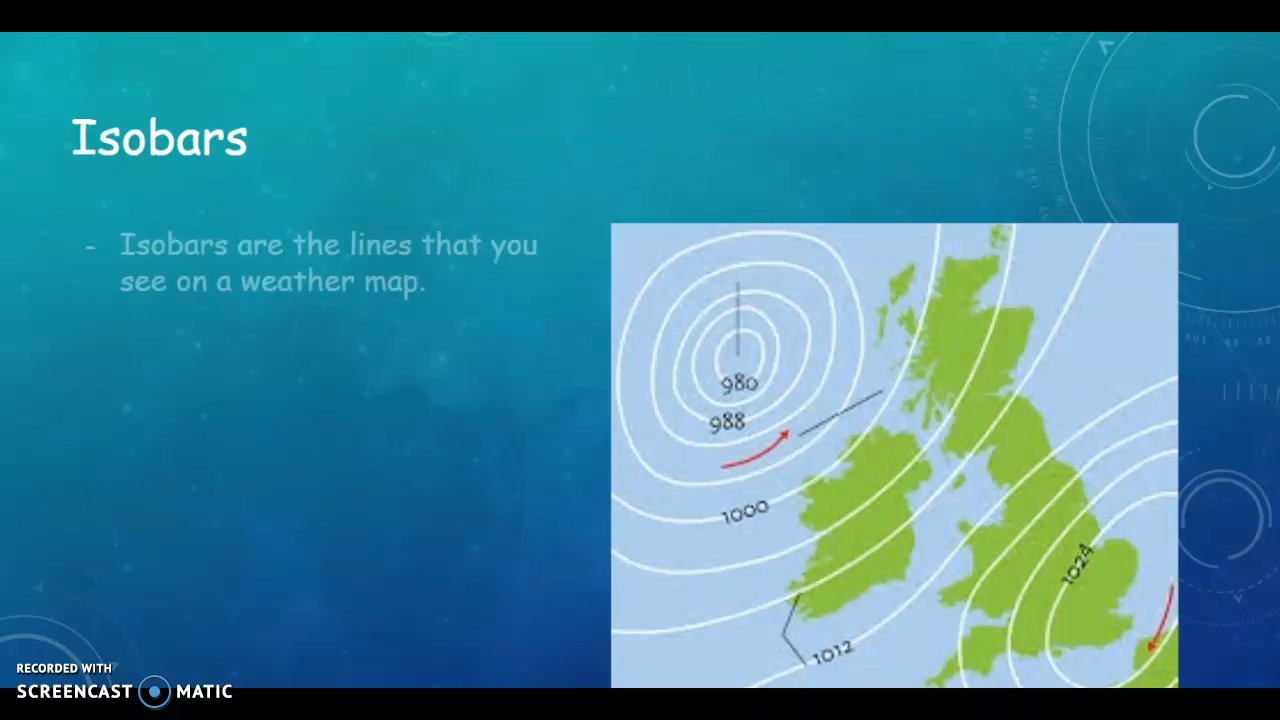 Isobars
- Isobars are the lines that you
see on a weather map.
980
988
1000
1024
1012
RECORDED WITH
SCREENCAST MATIC